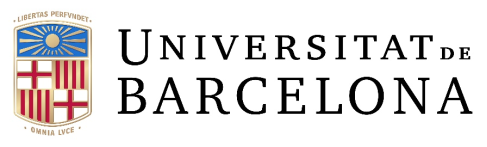 · LIBERTAS PERFVNDET ·
UNIVERSITAT DE
BARCELONA
· OMNIA LVCE ·